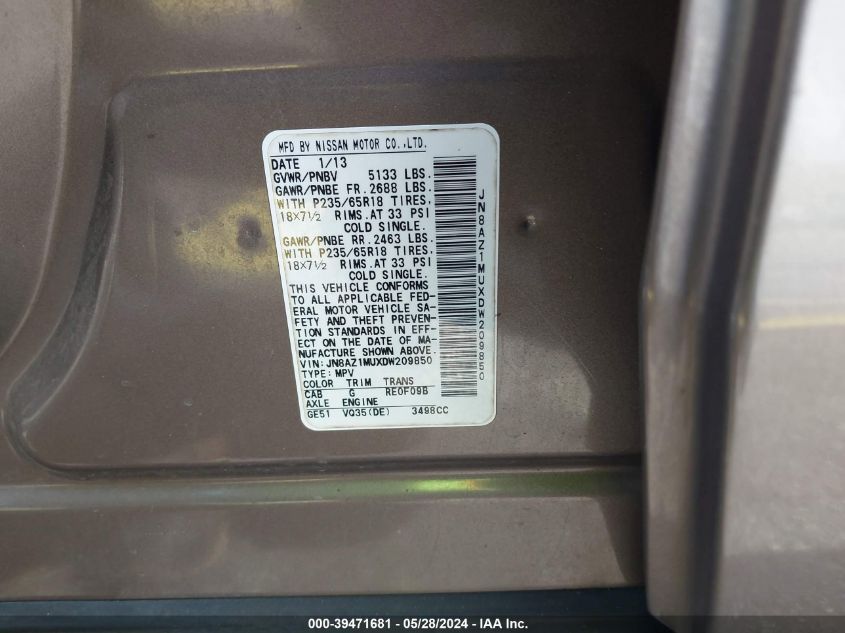 MFD BY NISSAN MOTOR CO.,LTD.
DATE 1/13
GVWR/PNBV 5133 LBS.
GAWR/PNBE FR.2688 LBS.
WITH P235/65R18 TIRES,
18X7½ RIMS.AT 33 PSI
COLD SINGLE.
GAWR/PNBE RR.2463 LBS.
WITH P235/65R18 TIRES,
18X7½ RIMS.AT 33 PSI
COLD SINGLE.
THIS VEHICLE CONFORMS
TO ALL APPLICABLE FED-
ERAL MOTOR VEHICLE SA-
FETY AND THEFT PREVEN-
TION STANDARDS IN EFF-
ECT ON THE DATE OF MA-
NUFACTURE SHOWN ABOVE.
VIN: JN8AZ1MUXDW209850
TYPE: MPV
COLOR TRIM TRANS
CAB G RE0F09B
AXLE ENGINE
GE51 VQ35(DE) 3498CC
JN8AZ1MUXDW209850
000-39471681 - 05/28/2024 - IAA Inc.